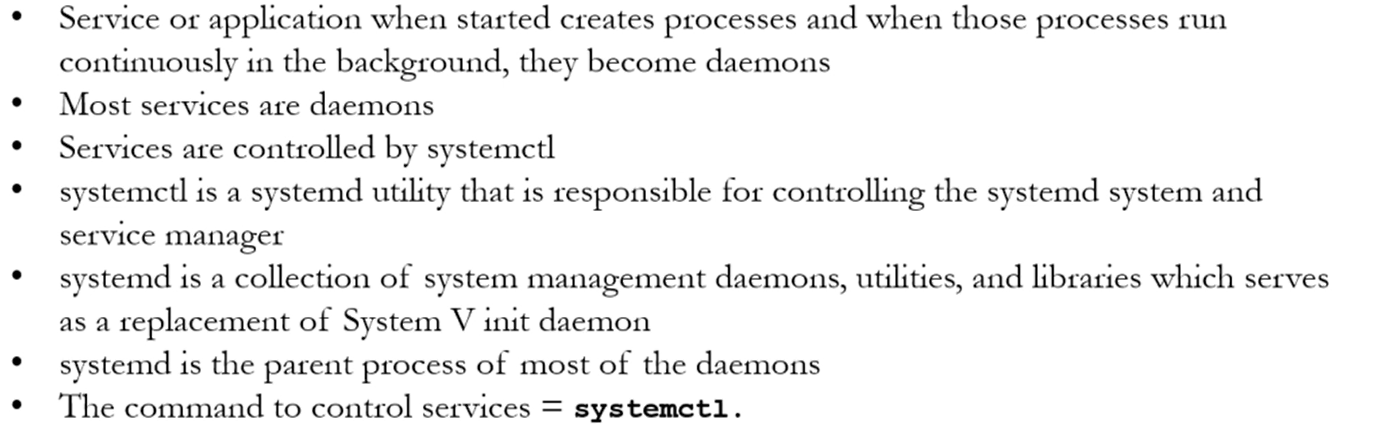 • Service or application when started creates processes and when those processes run
continuously in the background, they become daemons
• Most services are daemons
• Services are controlled by systemctl
• systemctl is a systemd utility that is responsible for controlling the systemd system and
service manager
• systemd is a collection of system management daemons, utilities, and libraries which serves
as a replacement of System V init daemon
• systemd is the parent process of most of the daemons
• The command to control services = systemctl.